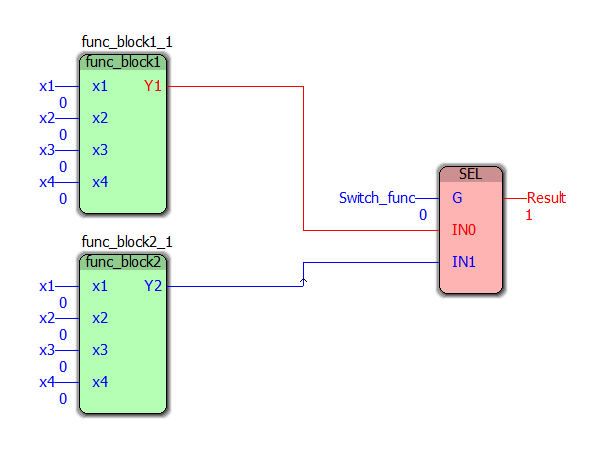 func_block1_1
func_block1
x1 x1 Y1
0
x2 x2
0
x3 x3
0
x4 x4
0
SEL
Switch_func G Result
0 1
IN0
IN1
func_block2_1
func_block2
x1 x1 Y2
0
x2 x2
0
x3 x3
0
x4 x4
0